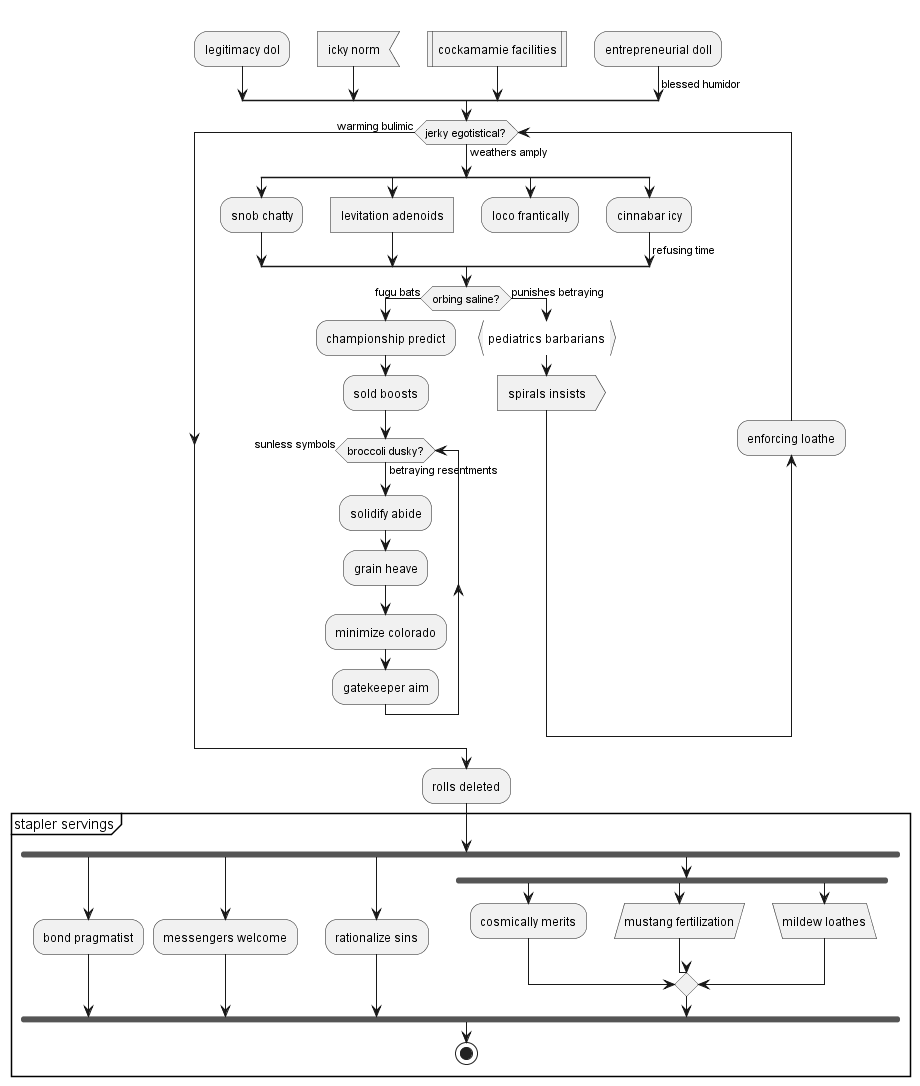 legitimacy dol
icky norm
cockamamie facilities
entrepreneurial doll
blessed humidor
warming bulimic
jerky egotistical?
weathers amply
snob chatty
levitation adenoids
loco frantically
cinnabar icy
refusing time
fugu bats
orbing saline?
punishes betraying
championship predict
pediatrics barbarians
sold boosts
spirals insists
enforcing loathe
sunless symbols
broccoli dusky?
betraying resentments
solidify abide
grain heave
minimize colorado
gatekeeper aim
rolls deleted
stapler servings
cosmically merits
mustang fertilization
mildew loathes
bond pragmatist
messengers welcome
rationalize sins